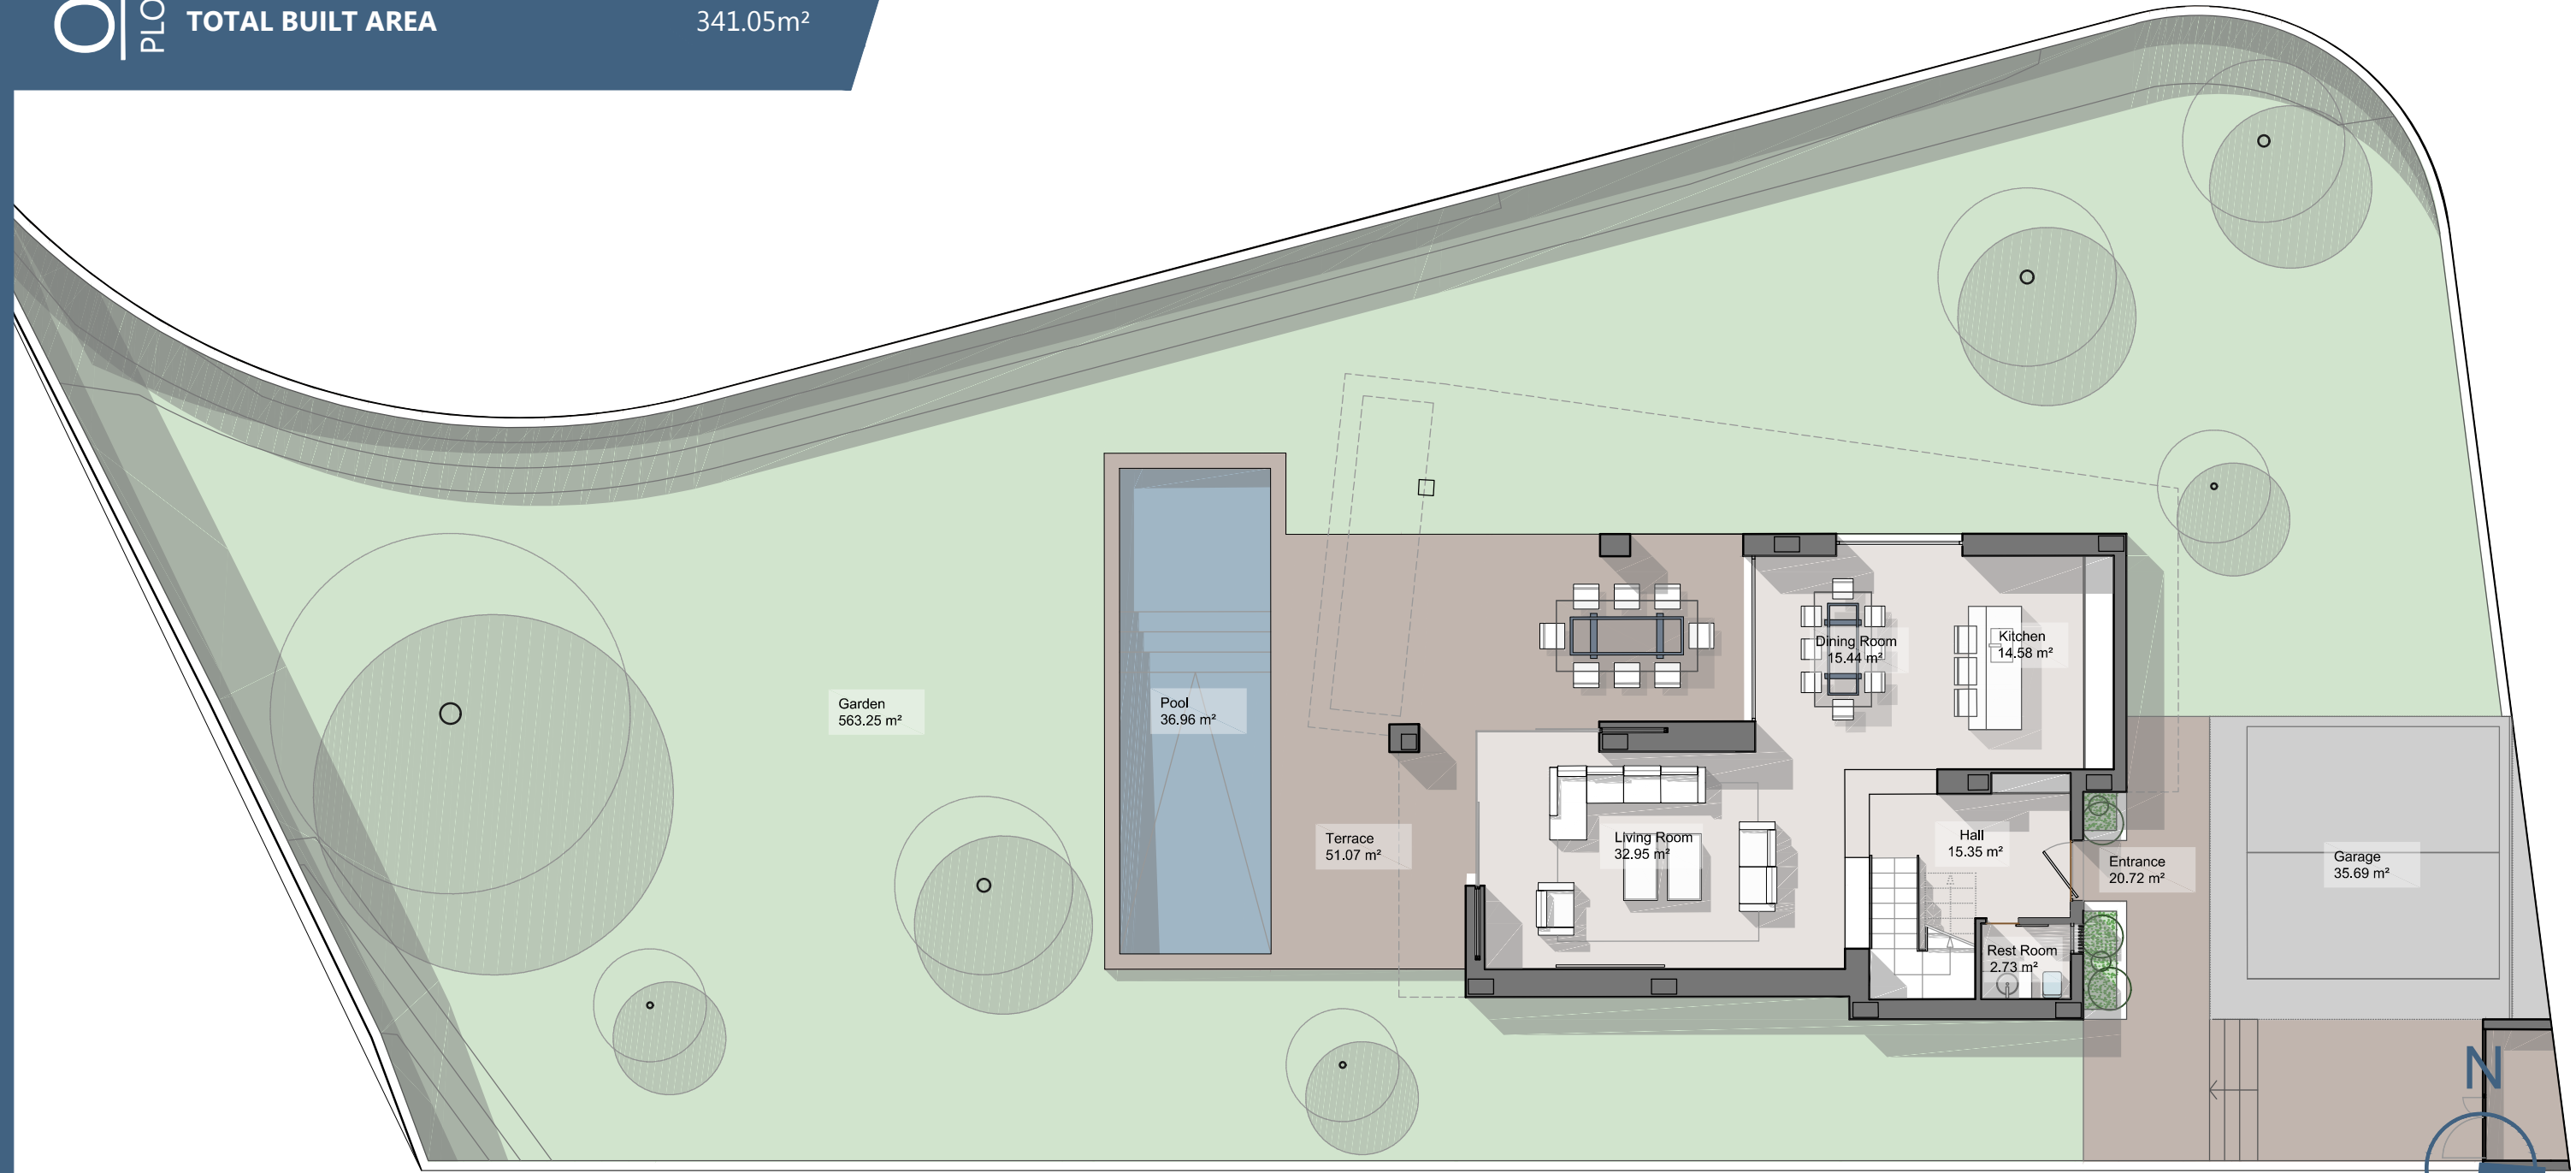 TOTAL BUILT AREA 341.05m²
Garden
563.25 m²
Pool
36.96 m²
Terrace
51.07 m²
Living Room
32.95 m²
Dining Room
15.44 m²
Kitchen
14.58 m²
Hall
15.35 m²
Rest Room
2.73 m²
Entrance
20.72 m²
Garage
35.69 m²
N